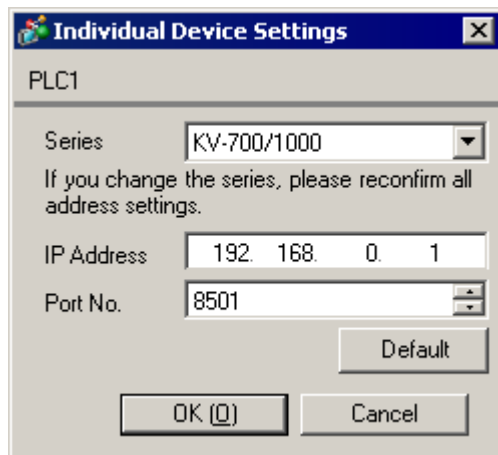 Individual Device Settings
PLC1
Series KV-700/1000
If you change the series, please reconfirm all
address settings.
IP Address 192. 168. 0. 1
Port No. 8501
Default
OK (O) Cancel